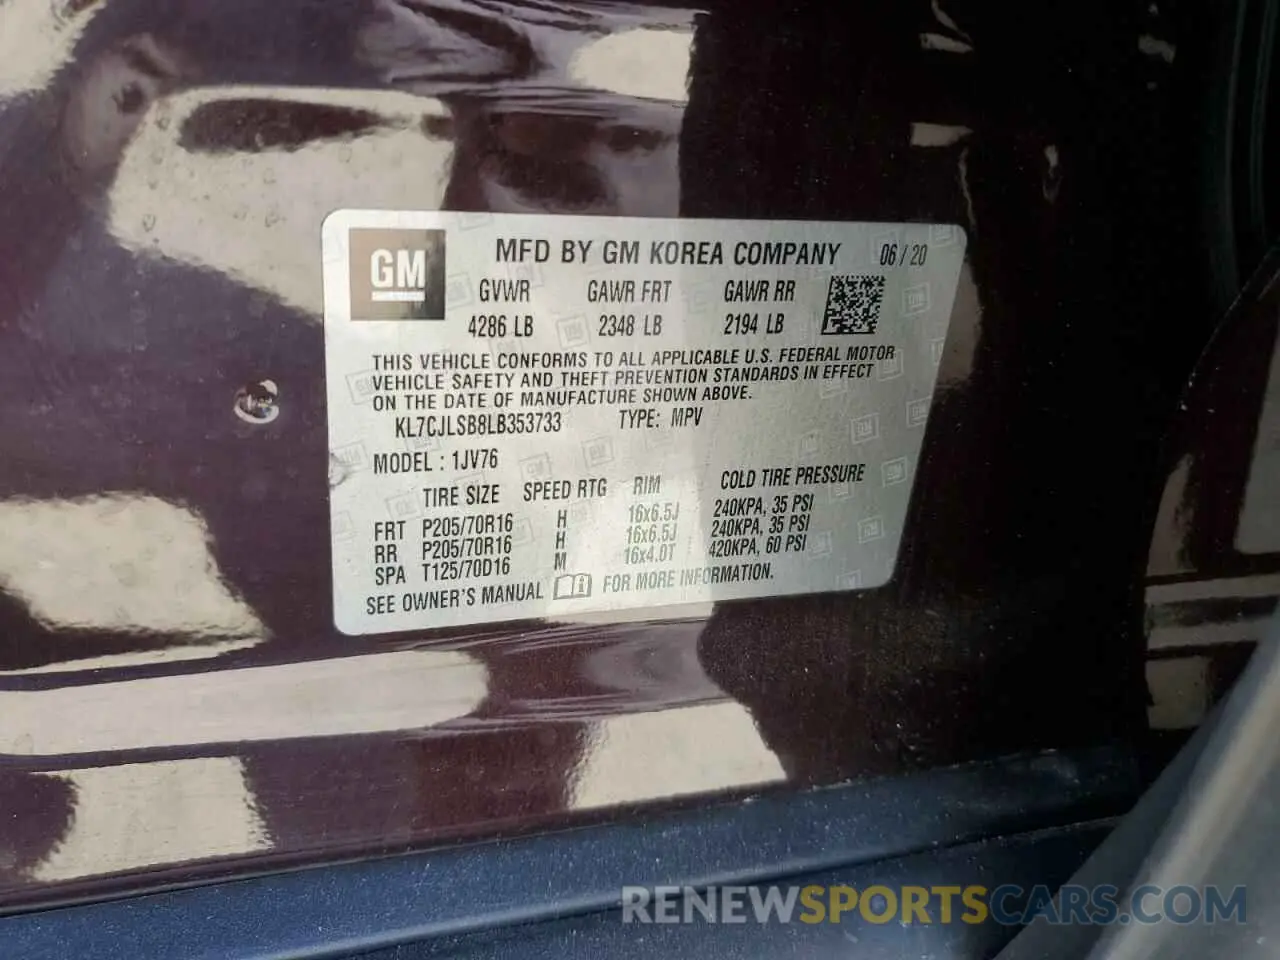 GM
MFD BY GM KOREA COMPANY 06 / 20
GVWR GAWR FRT GAWR RR
4286 LB 2348 LB 2194 LB
THIS VEHICLE CONFORMS TO ALL APPLICABLE U.S. FEDERAL MOTOR
VEHICLE SAFETY AND THEFT PREVENTION STANDARDS IN EFFECT
ON THE DATE OF MANUFACTURE SHOWN ABOVE.
KL7CJLSB8LB353733 TYPE: MPV
MODEL : 1JV76
TIRE SIZE SPEED RTG RIM COLD TIRE PRESSURE
FRT P205/70R16 H 16x6.5J 240KPA, 35 PSI
RR P205/70R16 H 16x6.5J 240KPA, 35 PSI
SPA T125/70D16 M 16x4.0T 420KPA, 60 PSI
SEE OWNER'S MANUAL FOR MORE INFORMATION.
RENEWSPORTSCARS.COM